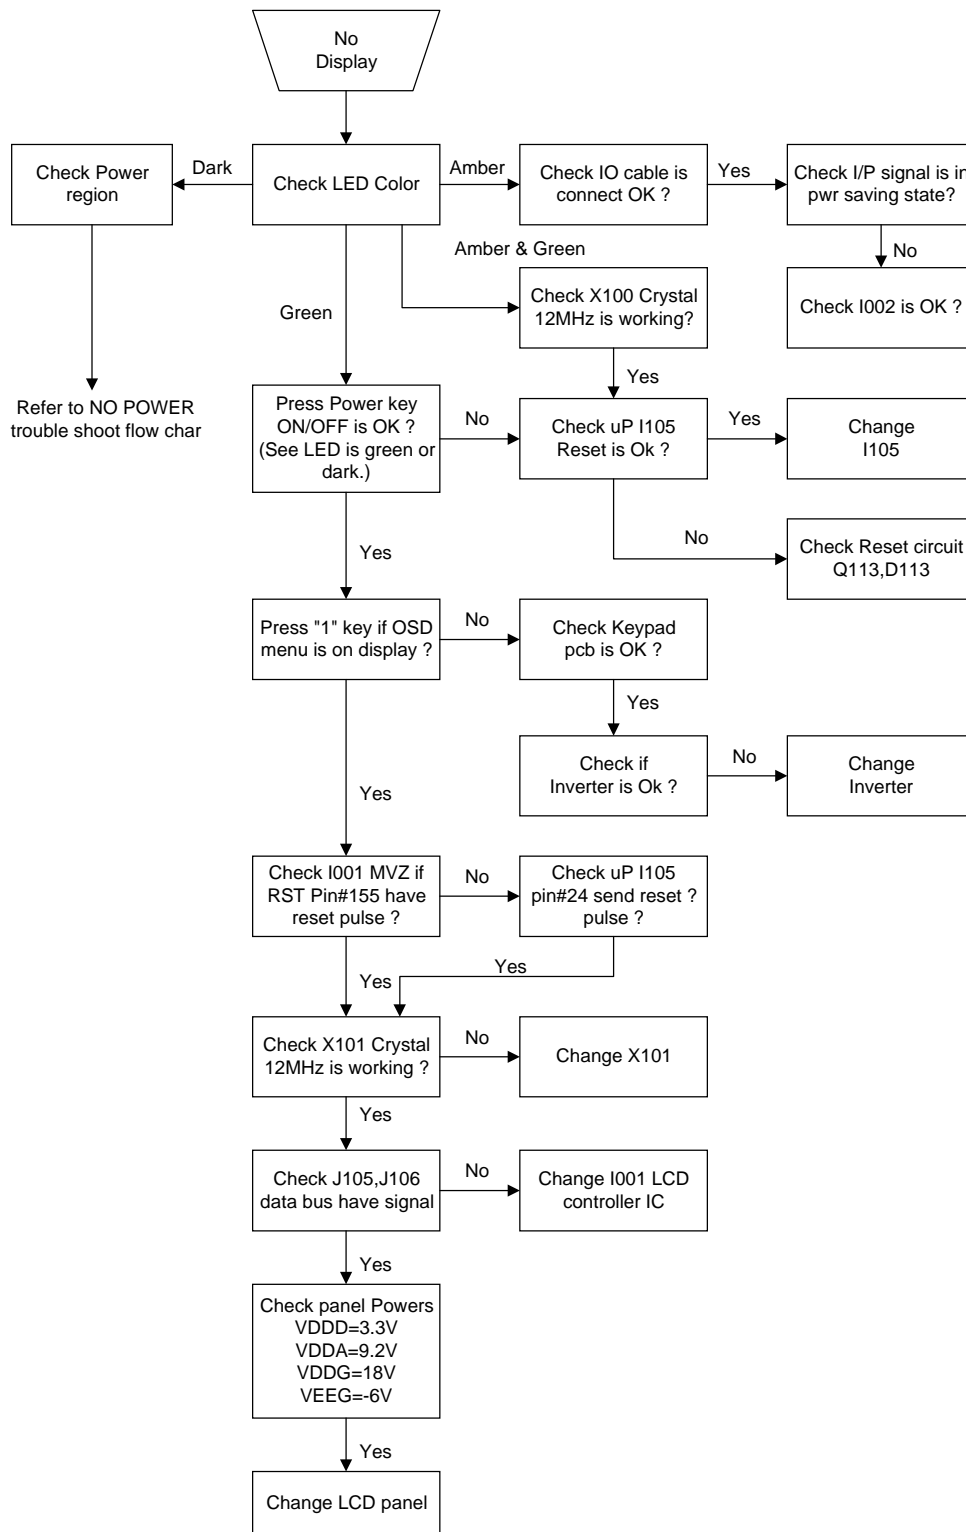 No
Display
Check Power
region
Dark
Check LED Color
Amber
Check IO cable is
connect OK ?
Yes
Check I/P signal is in
pwr saving state?
No
Amber & Green
Check X100 Crystal
12MHz is working?
Check I002 is OK ?
Green
Yes
Refer to NO POWER
trouble shoot flow char
Press Power key
ON/OFF is OK ?
(See LED is green or
dark.)
No
Check uP I105
Reset is Ok ?
Yes
Change
I105
No
Check Reset circuit
Q113,D113
Yes
Press "1" key if OSD
menu is on display ?
No
Check Keypad
pcb is OK ?
Yes
Check if
Inverter is Ok ?
No
Change
Inverter
Yes
Check I001 MVZ if
RST Pin#155 have
reset pulse ?
No
Check uP I105
pin#24 send reset ?
pulse ?
Yes
Yes
Check X101 Crystal
12MHz is working ?
No
Change X101
Yes
Check J105,J106
data bus have signal
No
Change I001 LCD
controller IC
Yes
Check panel Powers
VDDD=3.3V
VDDA=9.2V
VDDG=18V
VEEG=-6V
Yes
Change LCD panel